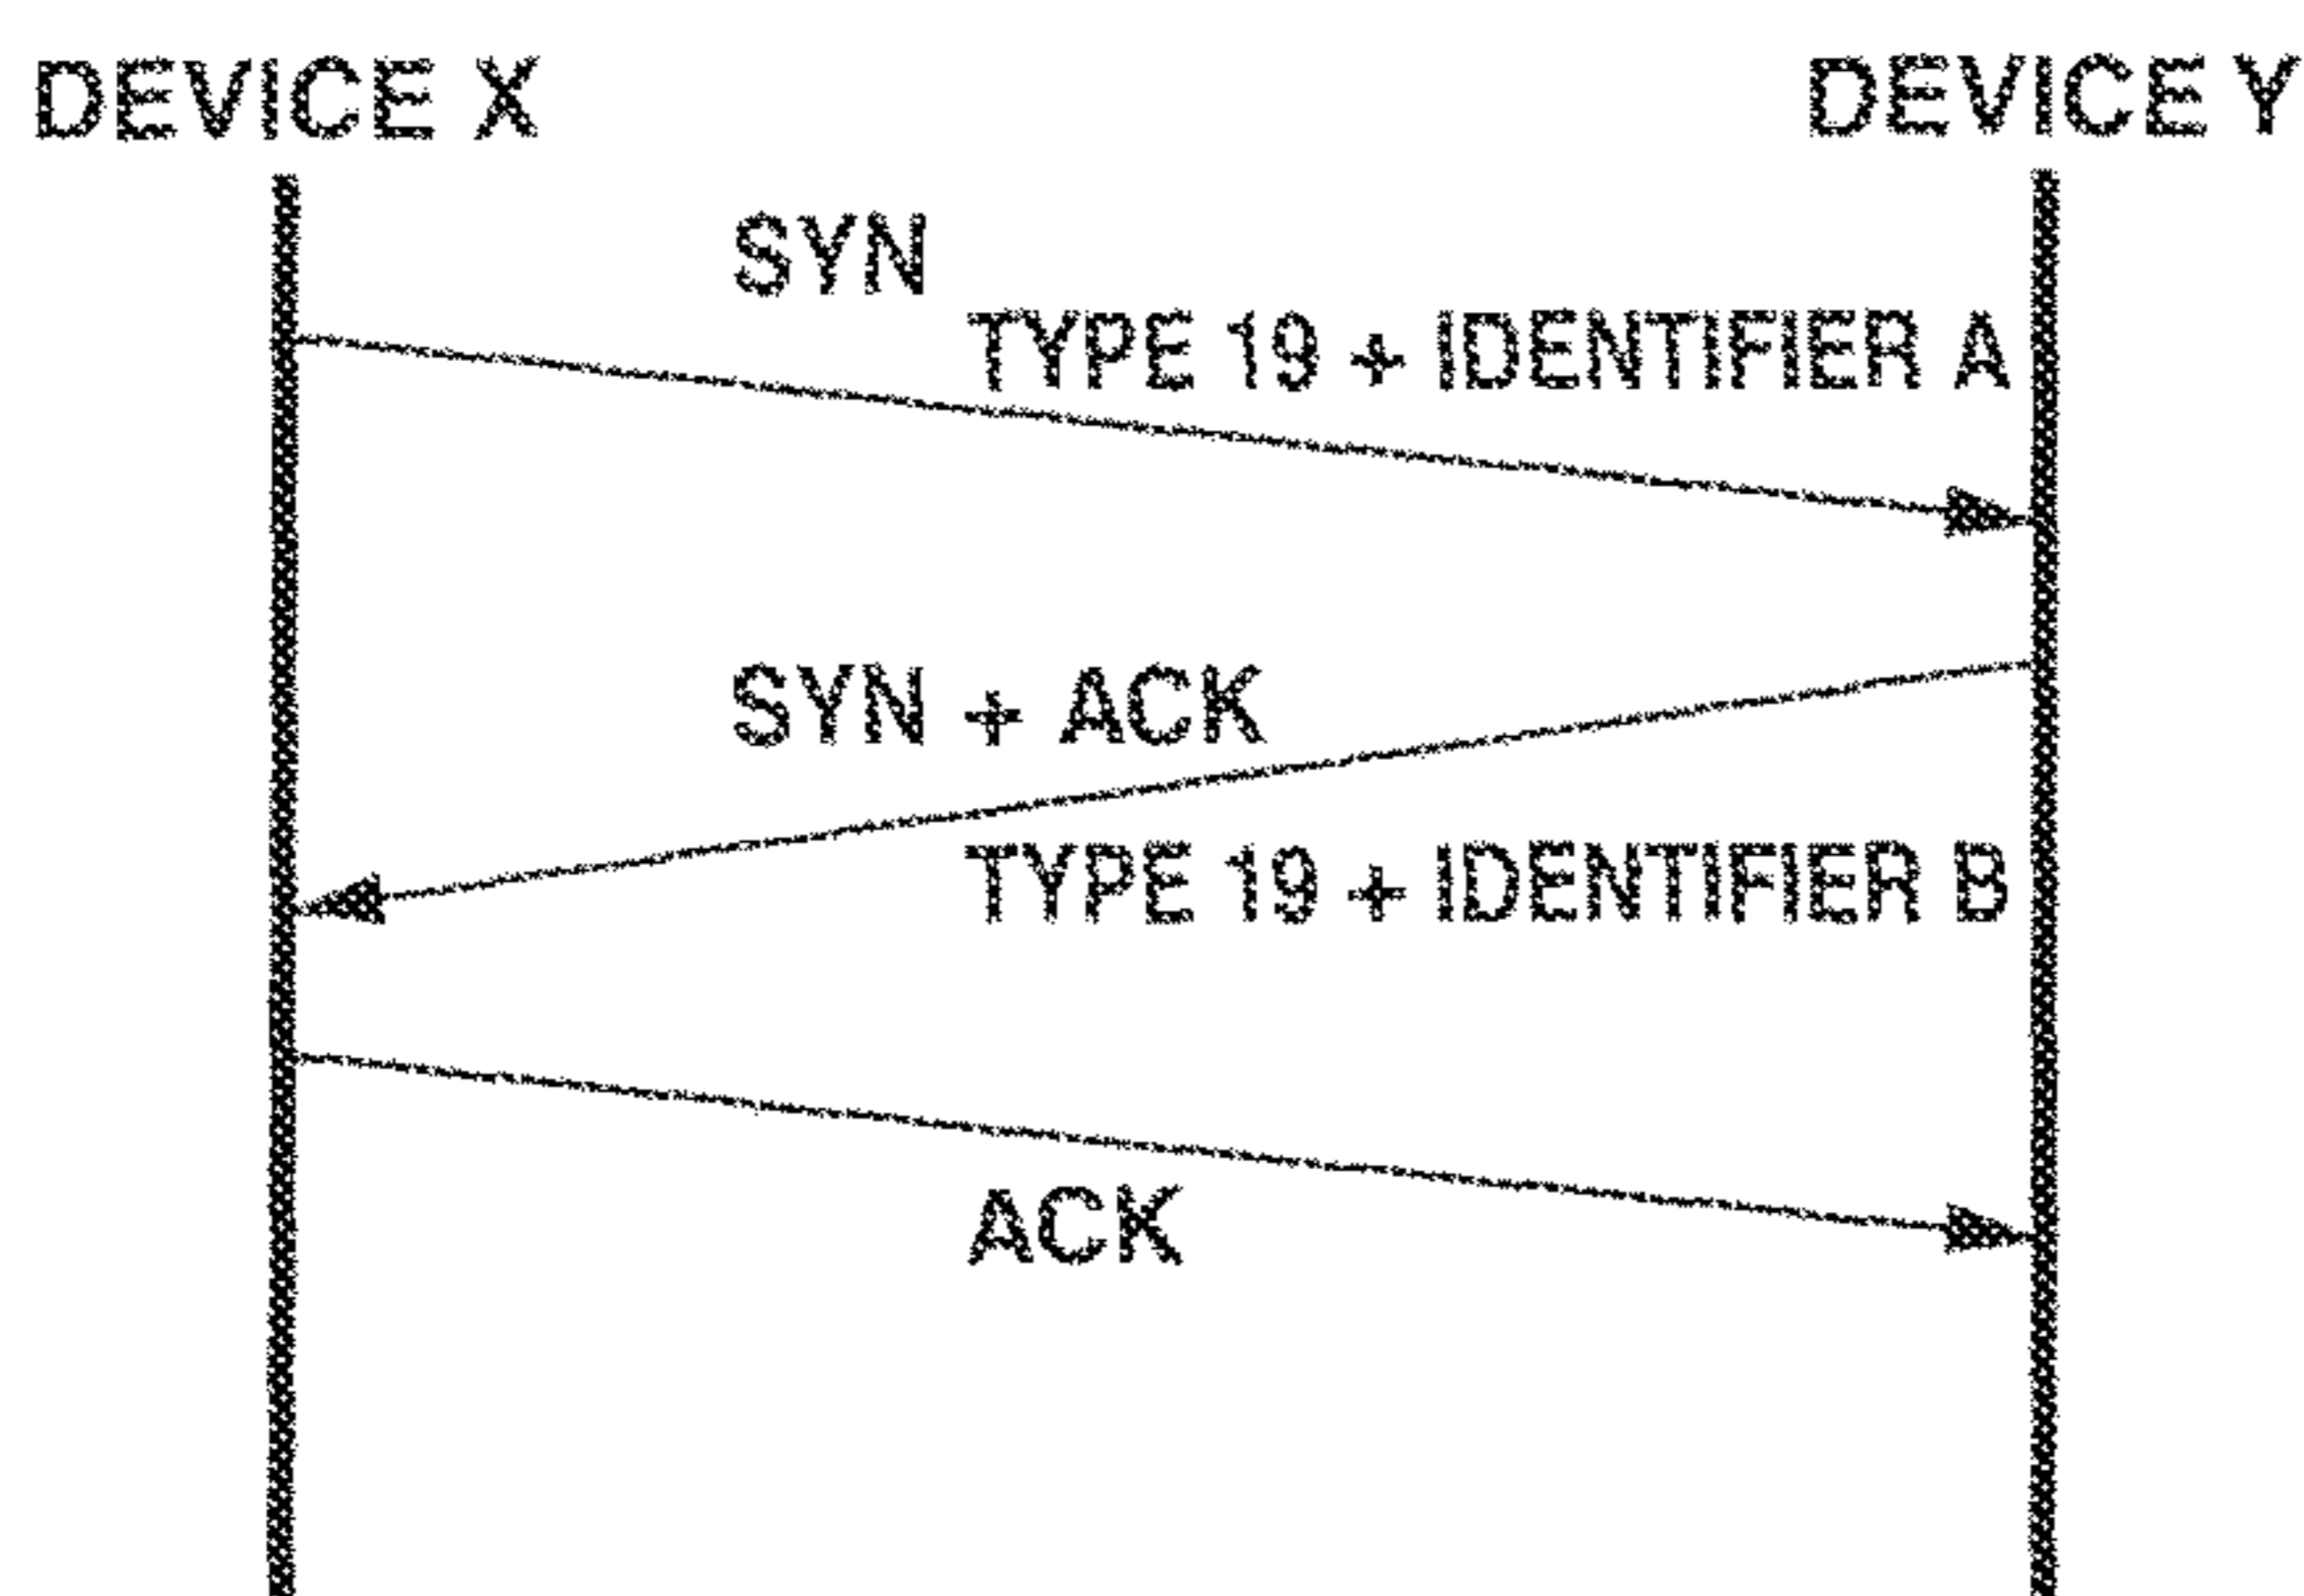 DEVICE X
DEVICE Y
SYN
TYPE 19 + IDENTIFIER A
SYN + ACK
TYPE 19 + IDENTIFIER B
ACK